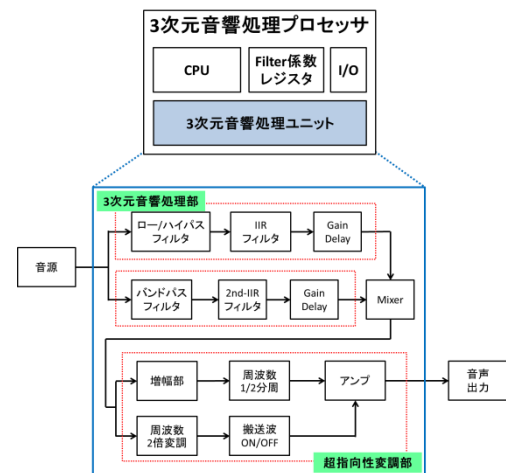 3次元音響処理プロセッサ
CPU
Filter係数
レジスタ
I/O
3次元音響処理ユニット
3次元音響処理部
ロー/ハイパス
フィルタ
IIR
フィルタ
Gain
Delay
音源
バンドパス
フィルタ
2nd-IIR
フィルタ
Gain
Delay
Mixer
増幅部
周波数
1/2分周
アンプ
音声
出力
周波数
2倍変調
搬送波
ON/OFF
超指向性変調部